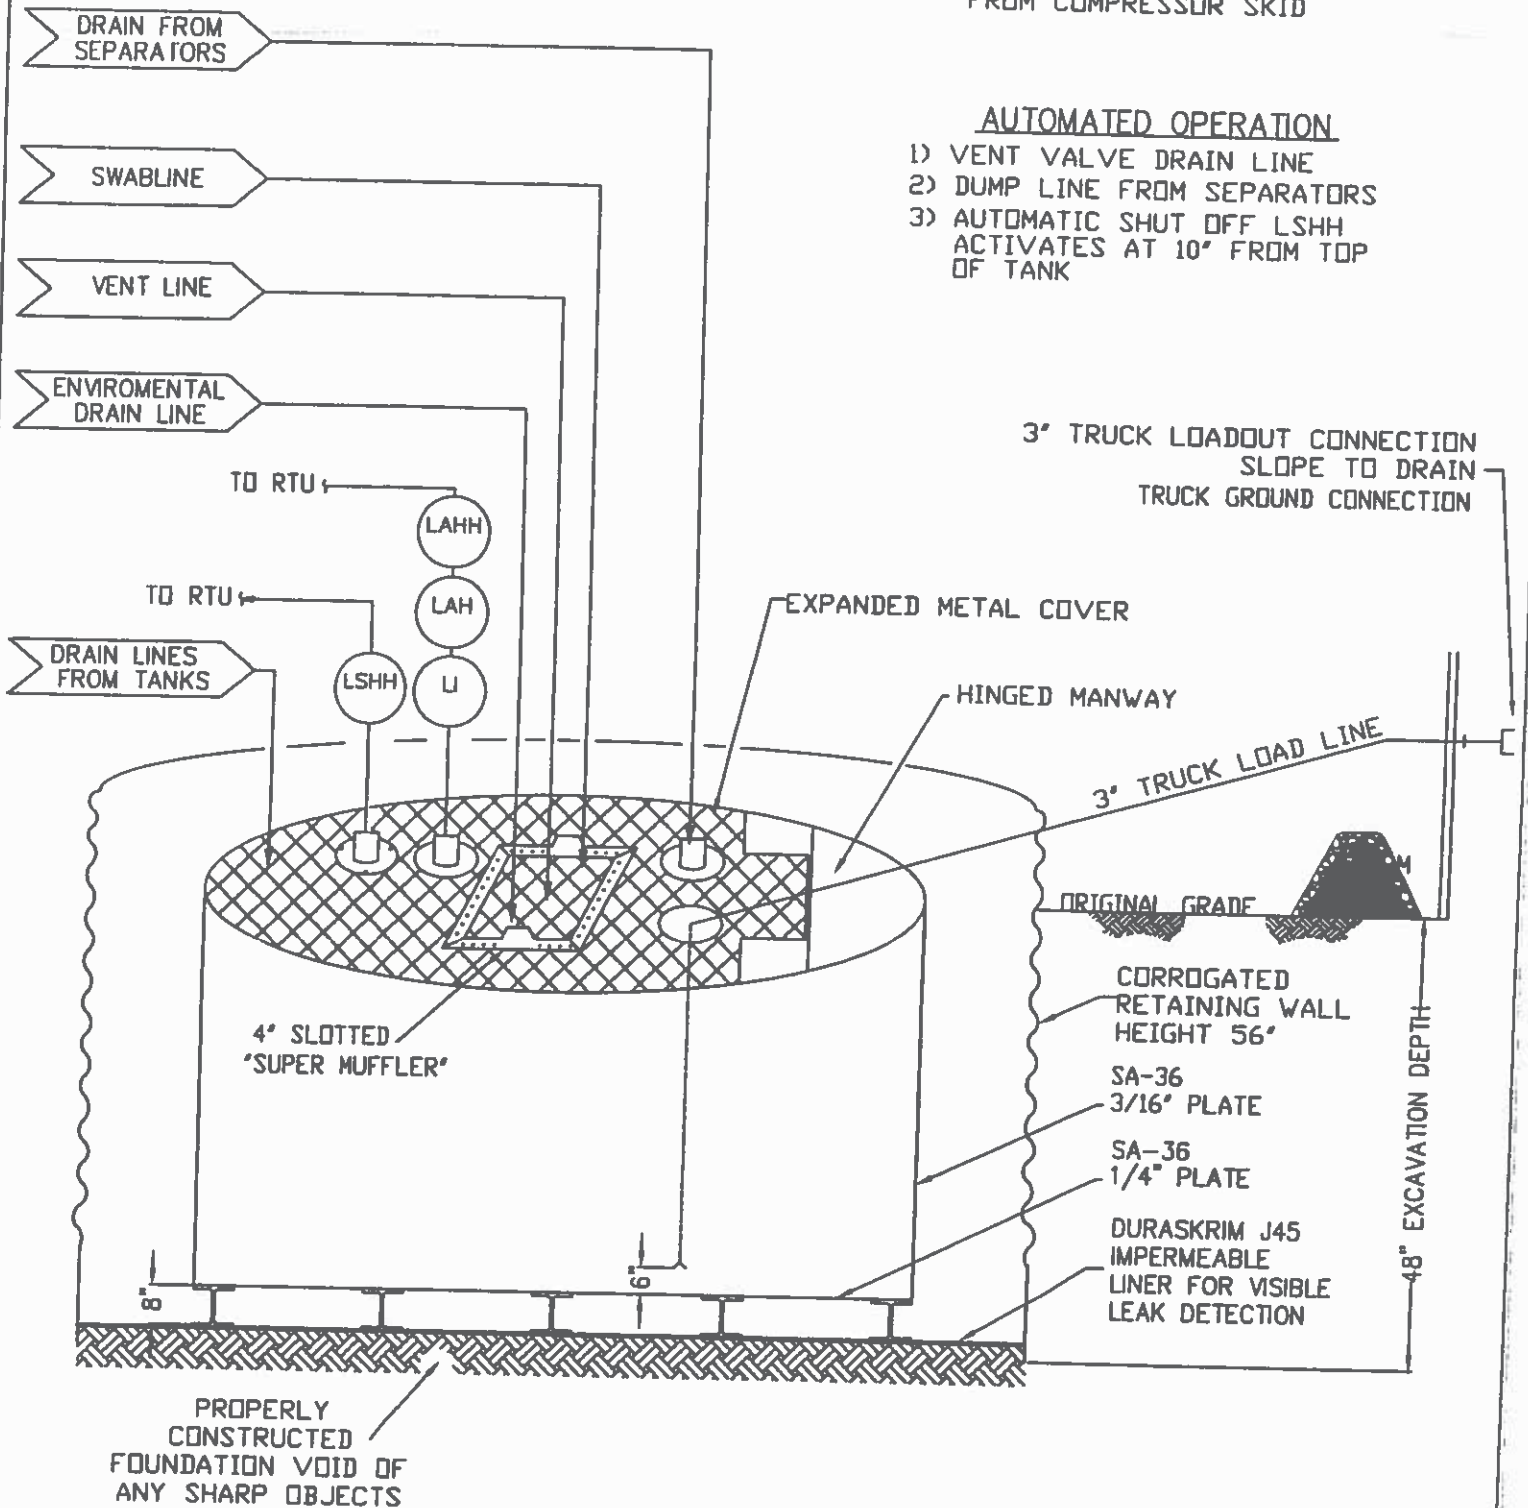 FROM COMPRESSOR SKID
DRAIN FROM
SEPARATORS
AUTOMATED OPERATION
1) VENT VALVE DRAIN LINE
2) DUMP LINE FROM SEPARATORS
3) AUTOMATIC SHUT OFF LSHH
ACTIVATES AT 10" FROM TOP
OF TANK
SWABLINE
VENT LINE
ENVIROMENTAL
DRAIN LINE
3" TRUCK LOADOUT CONNECTION
SLOPE TO DRAIN
TRUCK GROUND CONNECTION
TO RTU
LAHH
TO RTU
LAH
EXPANDED METAL COVER
DRAIN LINES
FROM TANKS
LSHH
LI
HINGED MANWAY
3" TRUCK LOAD LINE
M
ORIGINAL GRADE
CORROGATED
RETAINING WALL
HEIGHT 56"
4" SLOTTED
"SUPER MUFFLER"
SA-36
3/16" PLATE
SA-36
1/4" PLATE
48" EXCAVATION DEPTH
DURASKRIM J45
IMPERMEABLE
LINER FOR VISIBLE
LEAK DETECTION
8"
6"
PROPERLY
CONSTRUCTED
FOUNDATION VOID OF
ANY SHARP OBJECTS